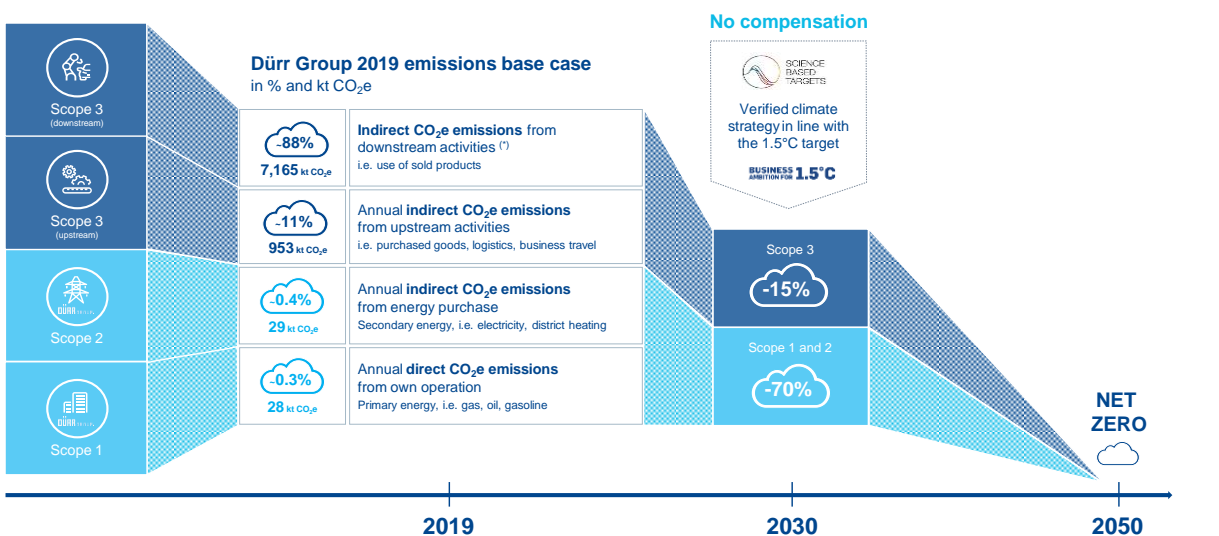 No compensation
SCIENCE
BASED
TARGETS
Verified climate
strategy in line with
the 1.5°C target
BUSINESS
AMBITION FOR 1.5°C
Dürr Group 2019 emissions base case
in % and kt CO₂e
Scope 3
(downstream)
~88%
7,165 kt CO₂e
Indirect CO₂e emissions from
downstream activities (*)
i.e. use of sold products
Scope 3
(upstream)
~11%
953 kt CO₂e
Annual indirect CO₂e emissions
from upstream activities
i.e. purchased goods, logistics, business travel
DÜRR
Scope 2
~0.4%
29 kt CO₂e
Annual indirect CO₂e emissions
from energy purchase
Secondary energy, i.e. electricity, district heating
DÜRR
Scope 1
~0.3%
28 kt CO₂e
Annual direct CO₂e emissions
from own operation
Primary energy, i.e. gas, oil, gasoline
Scope 3
-15%
Scope 1 and 2
-70%
NET
ZERO
2019
2030
2050